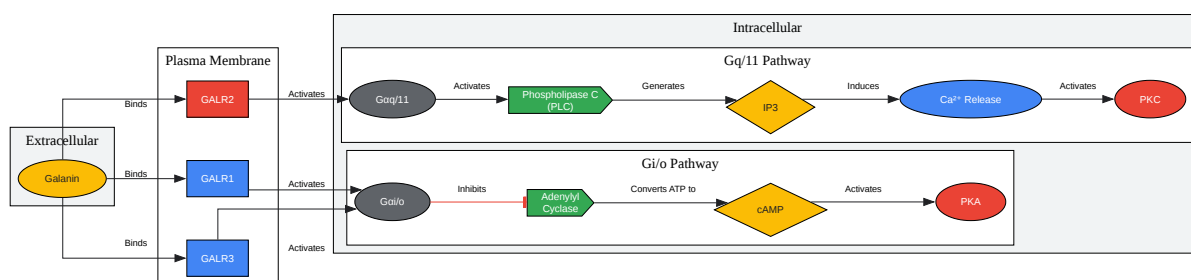 Intracellular
Plasma Membrane
Gq/11 Pathway
GALR2
Binds
Activates
Gαq/11
Activates
Phospholipase C
(PLC)
Generates
IP3
Induces
Ca²⁺ Release
Activates
PKC
Extracellular
Galanin
Binds
GALR1
Activates
Gi/o Pathway
Gαi/o
Inhibits
Adenylyl
Cyclase
Converts ATP to
cAMP
Activates
PKA
Binds
GALR3
Activates